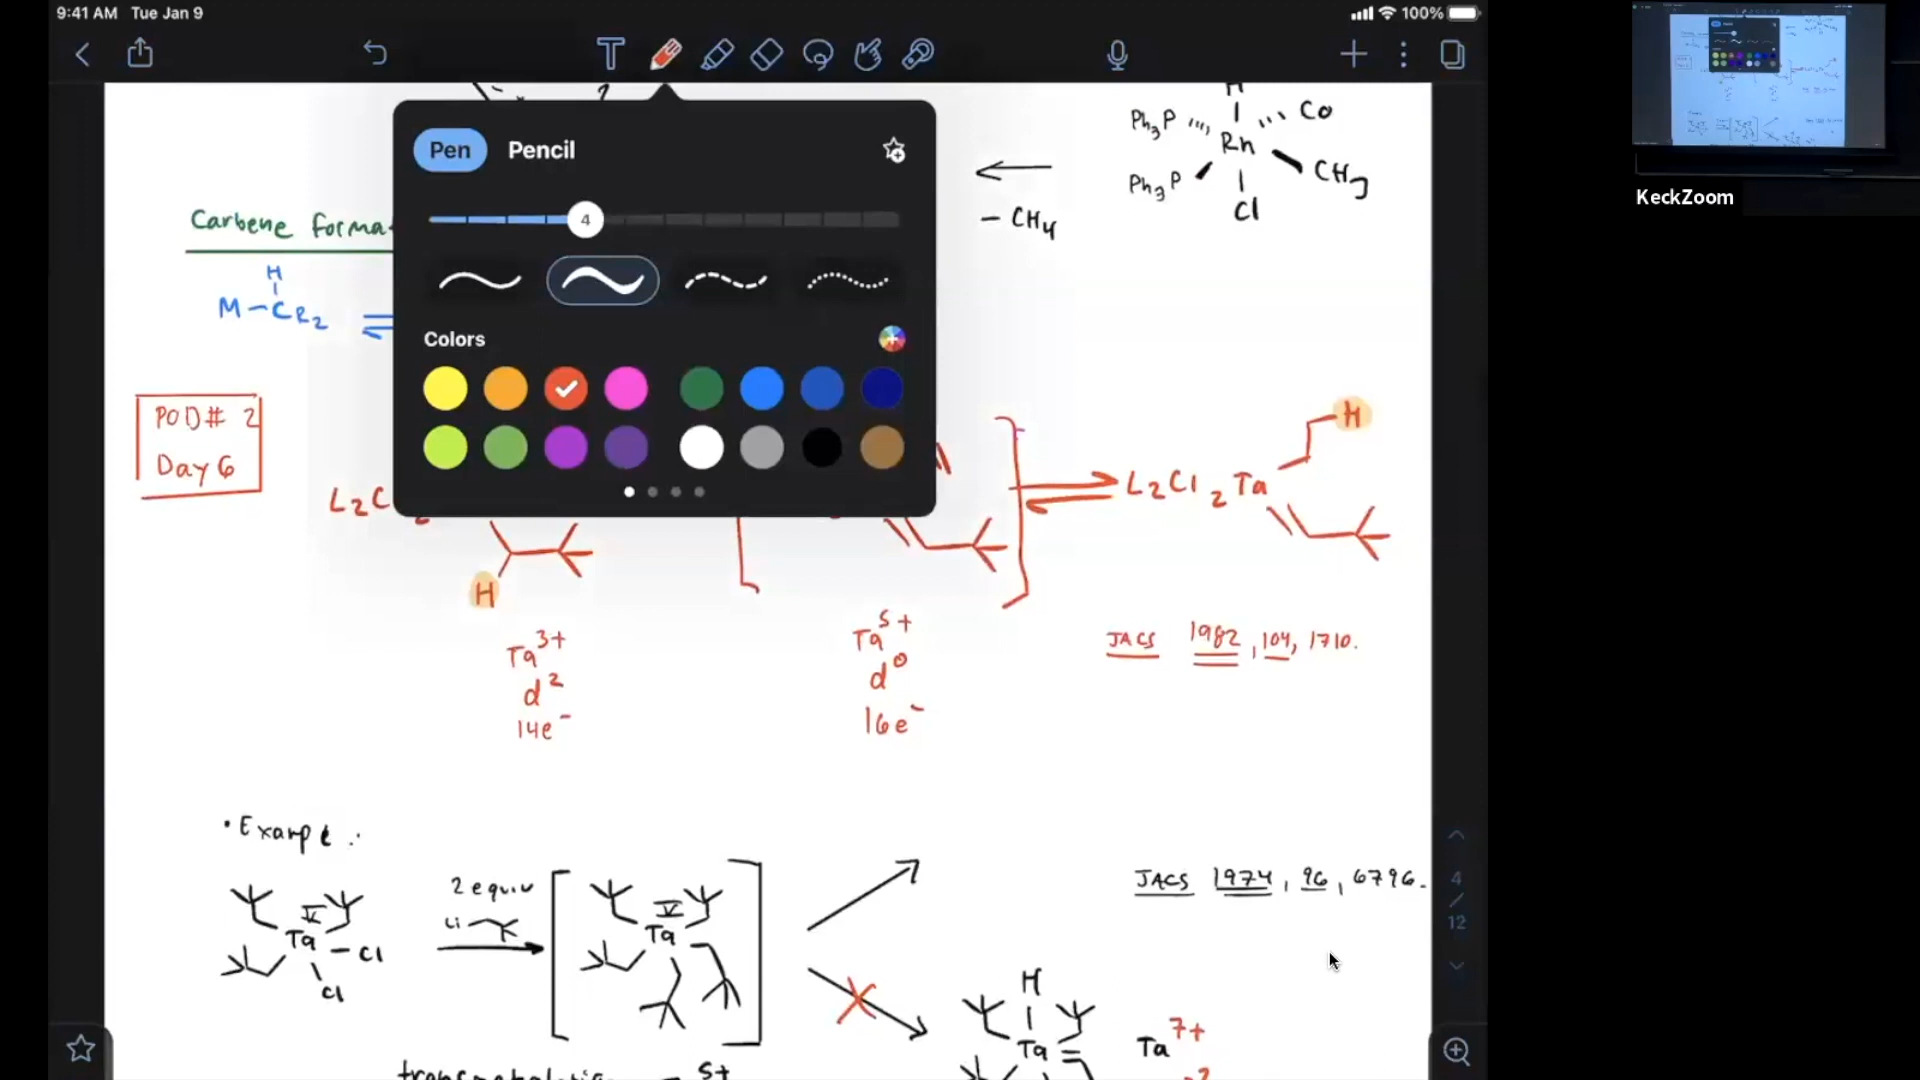 9:41 AM Tue Jan 9
100%
Pen
Pencil
4
Colors
Ph3P
Co
Rh
Ph3P
CH3
Cl
- CH4
Carbene forma
H
M-CR2
POD# 2
Day 6
L2C
H
H
L2Cl2Ta
Ta3+
d2
14e-
Ta5+
d0
16e-
JACS 1982, 104, 1710.
• Example:
JACS 1974, 96, 6796.
2 equiv
Li
V
Ta
Cl
Cl
V
Ta
H
Ta
Ta7+
5+
4
/
12
KeckZoom